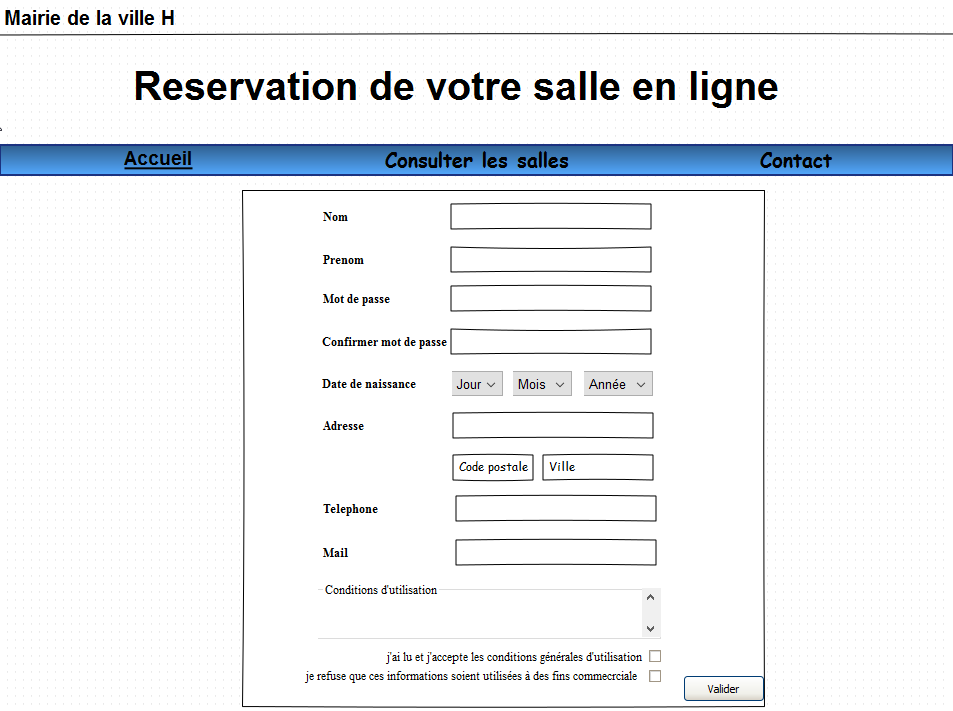 Mairie de la ville H
Reservation de votre salle en ligne
Accueil Consulter les salles Contact
Nom
Prenom
Mot de passe
Confirmer mot de passe
Date de naissance Jour Mois Année
Adresse
Code postale Ville
Telephone
Mail
Conditions d'utilisation
j'ai lu et j'accepte les conditions générales d'utilisation
je refuse que ces informations soient utilisées à des fins commecrciale
Valider